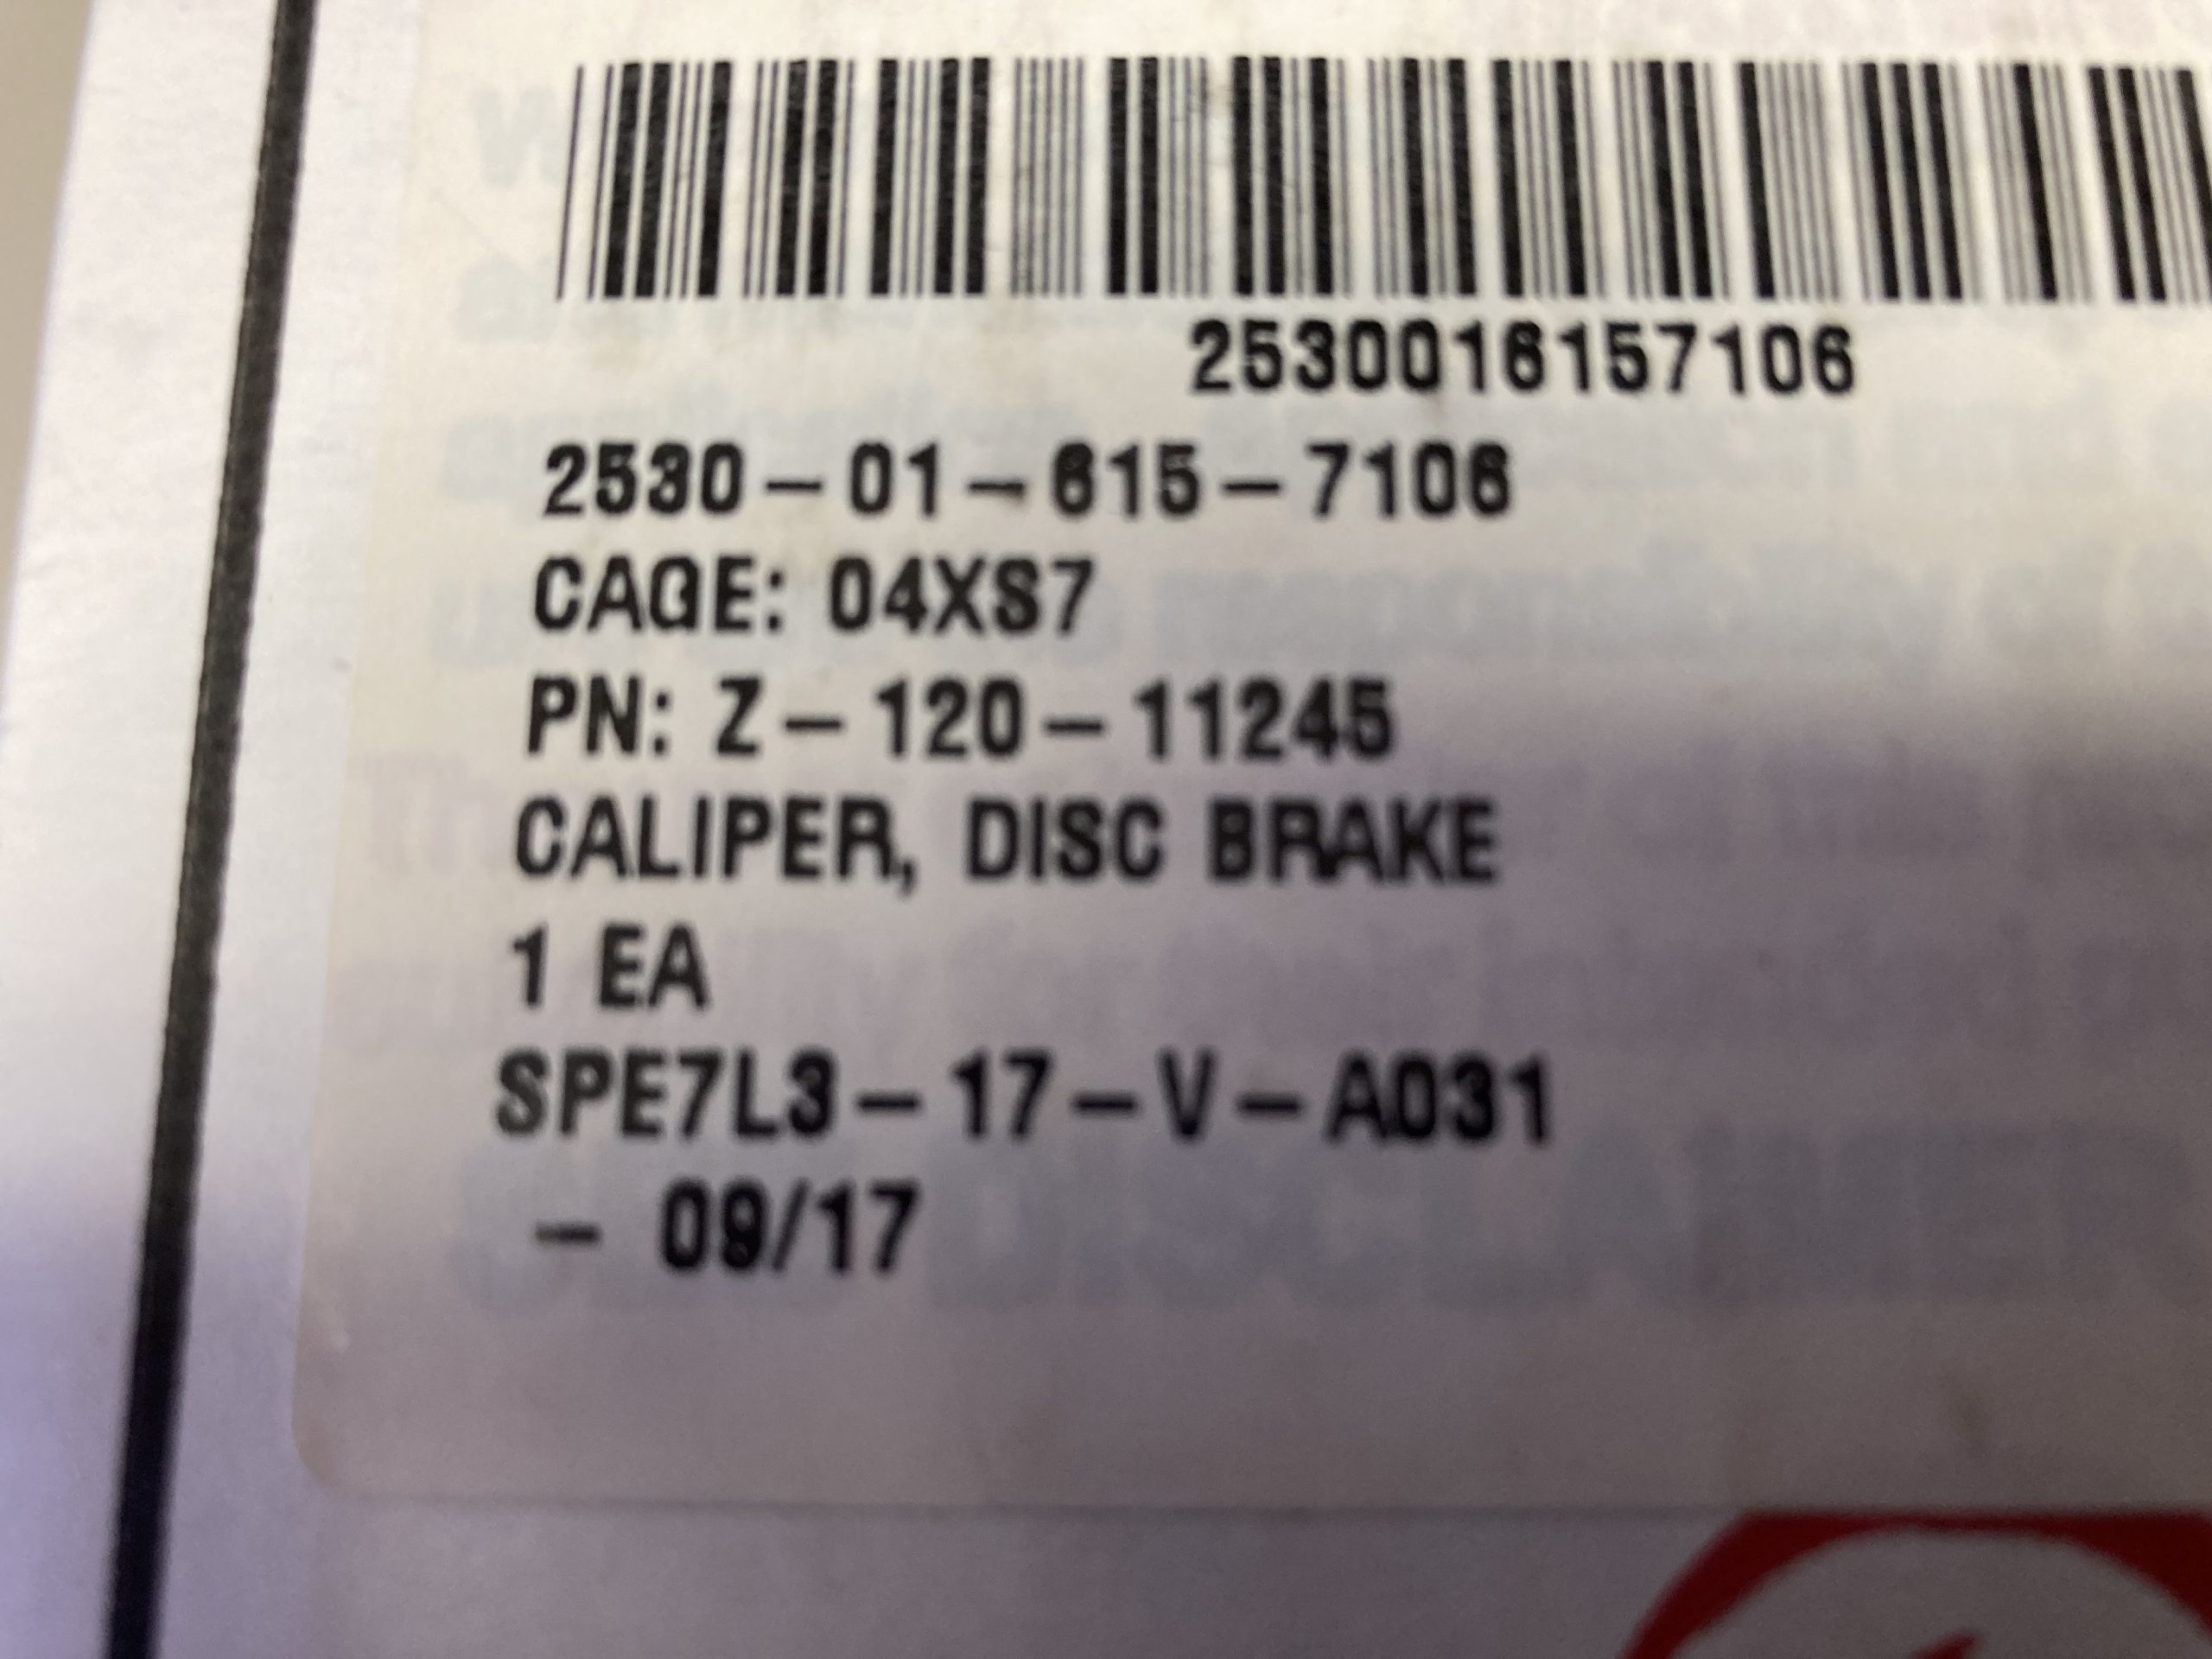 2530016157106
2530-01-615-7106
CAGE: 04XS7
PN: Z-120-11245
CALIPER, DISC BRAKE
1 EA
SPE7L3-17-V-A031
- 09/17